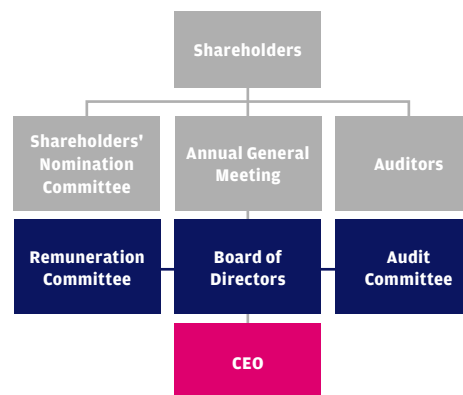 Shareholders
Shareholders'
Nomination
Committee
Annual General
Meeting
Auditors
Remuneration
Committee
Board of
Directors
Audit
Committee
CEO